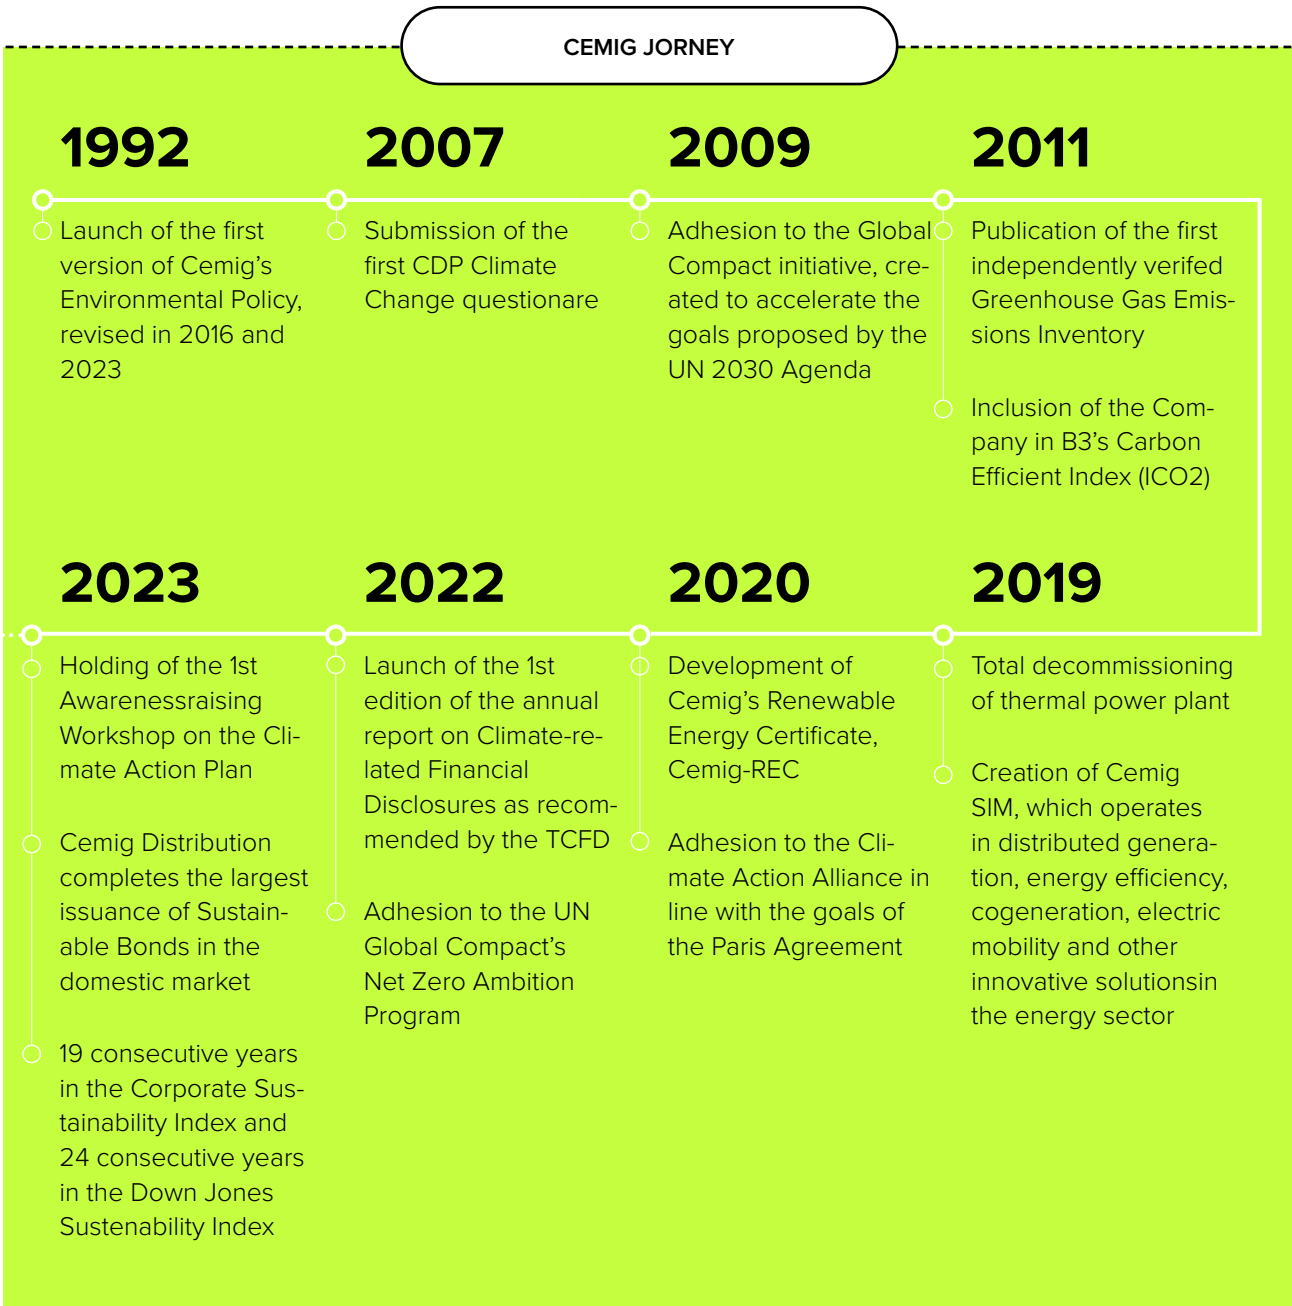 CEMIG JORNEY
1992
Launch of the first
version of Cemig's
Environmental Policy,
revised in 2016 and
2023
2007
Submission of the
first CDP Climate
Change questionare
2009
Adhesion to the Global
Compact initiative, cre-
ated to accelerate the
goals proposed by the
UN 2030 Agenda
2011
Publication of the first
independently verifed
Greenhouse Gas Emis-
sions Inventory
Inclusion of the Com-
pany in B3's Carbon
Efficient Index (ICO2)
2023
Holding of the 1st
Awarenessraising
Workshop on the Cli-
mate Action Plan
Cemig Distribution
completes the largest
issuance of Sustain-
able Bonds in the
domestic market
19 consecutive years
in the Corporate Sus-
tainability Index and
24 consecutive years
in the Down Jones
Sustenability Index
2022
Launch of the 1st
edition of the annual
report on Climate-re-
lated Financial
Disclosures as recom-
mended by the TCFD
Adhesion to the UN
Global Compact's
Net Zero Ambition
Program
2020
Development of
Cemig's Renewable
Energy Certificate,
Cemig-REC
Adhesion to the Cli-
mate Action Alliance in
line with the goals of
the Paris Agreement
2019
Total decommissioning
of thermal power plant
Creation of Cemig
SIM, which operates
in distributed genera-
tion, energy efficiency,
cogeneration, electric
mobility and other
innovative solutionsin
the energy sector